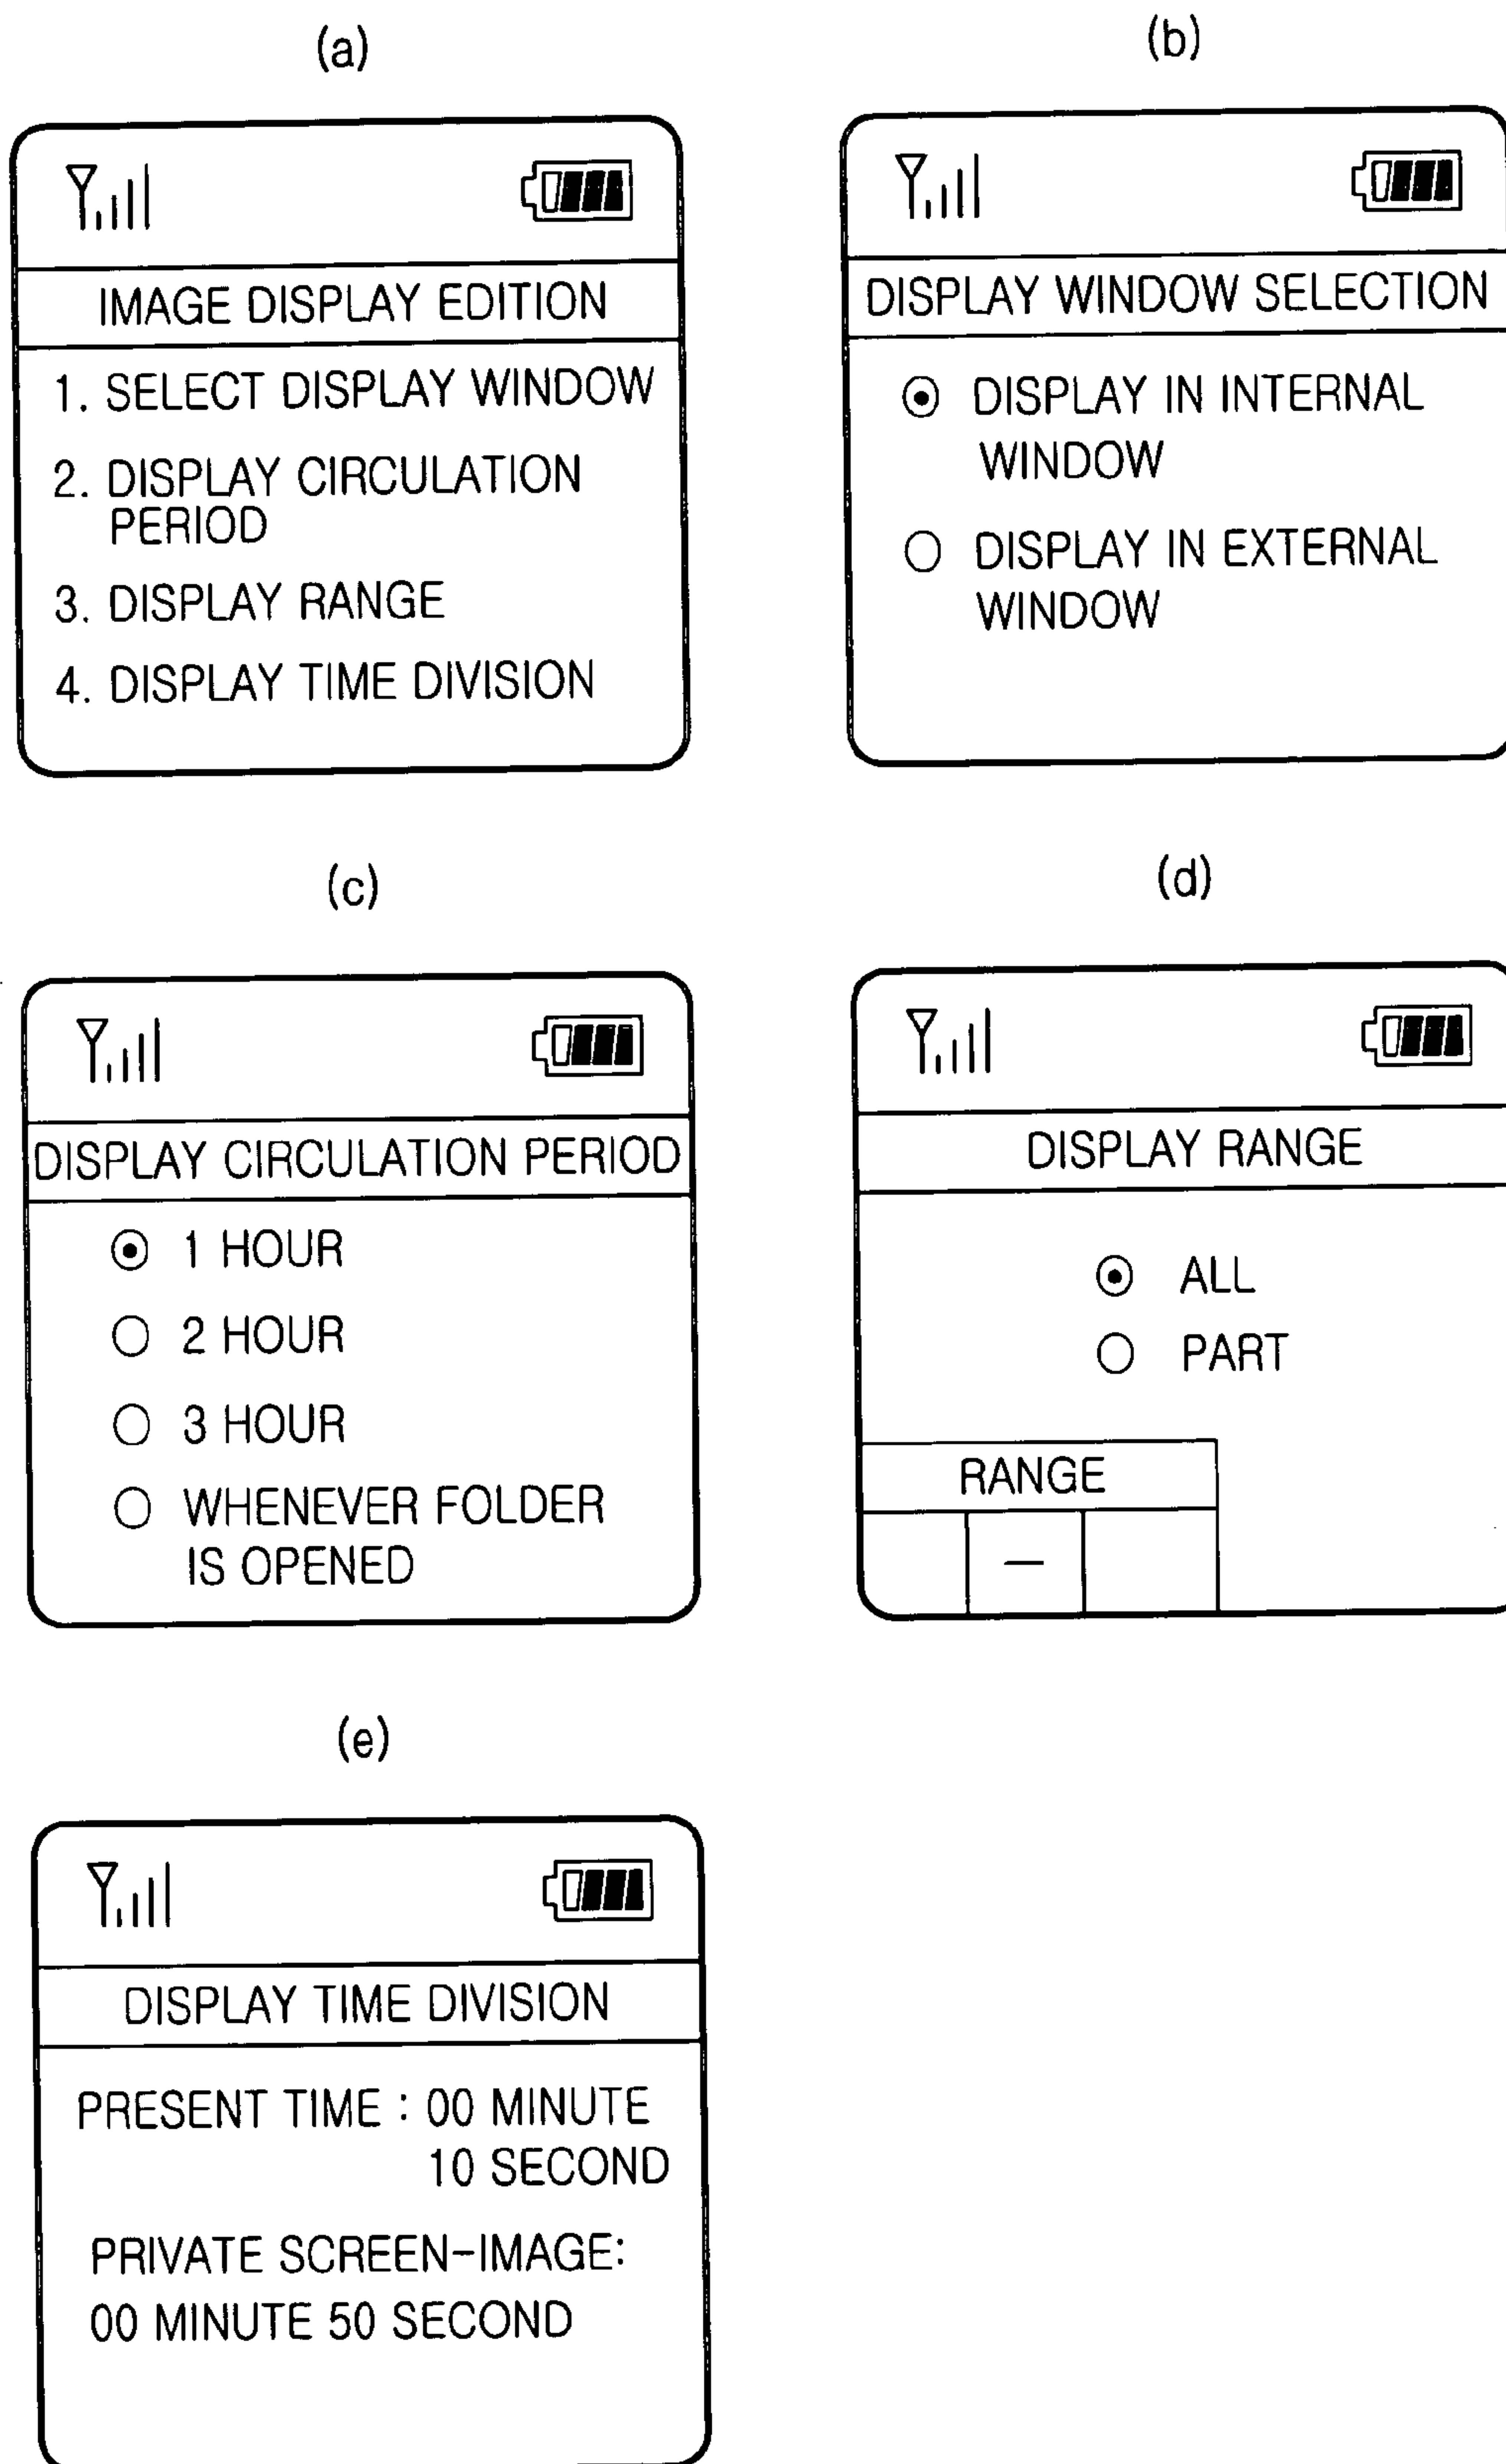 (a)
IMAGE DISPLAY EDITION
1. SELECT DISPLAY WINDOW
2. DISPLAY CIRCULATION
PERIOD
3. DISPLAY RANGE
4. DISPLAY TIME DIVISION
(b)
DISPLAY WINDOW SELECTION
DISPLAY IN INTERNAL
WINDOW
DISPLAY IN EXTERNAL
WINDOW
(c)
DISPLAY CIRCULATION PERIOD
1 HOUR
2 HOUR
3 HOUR
WHENEVER FOLDER
IS OPENED
(d)
DISPLAY RANGE
ALL
PART
RANGE
—
(e)
DISPLAY TIME DIVISION
PRESENT TIME : 00 MINUTE
10 SECOND
PRIVATE SCREEN-IMAGE:
00 MINUTE 50 SECOND